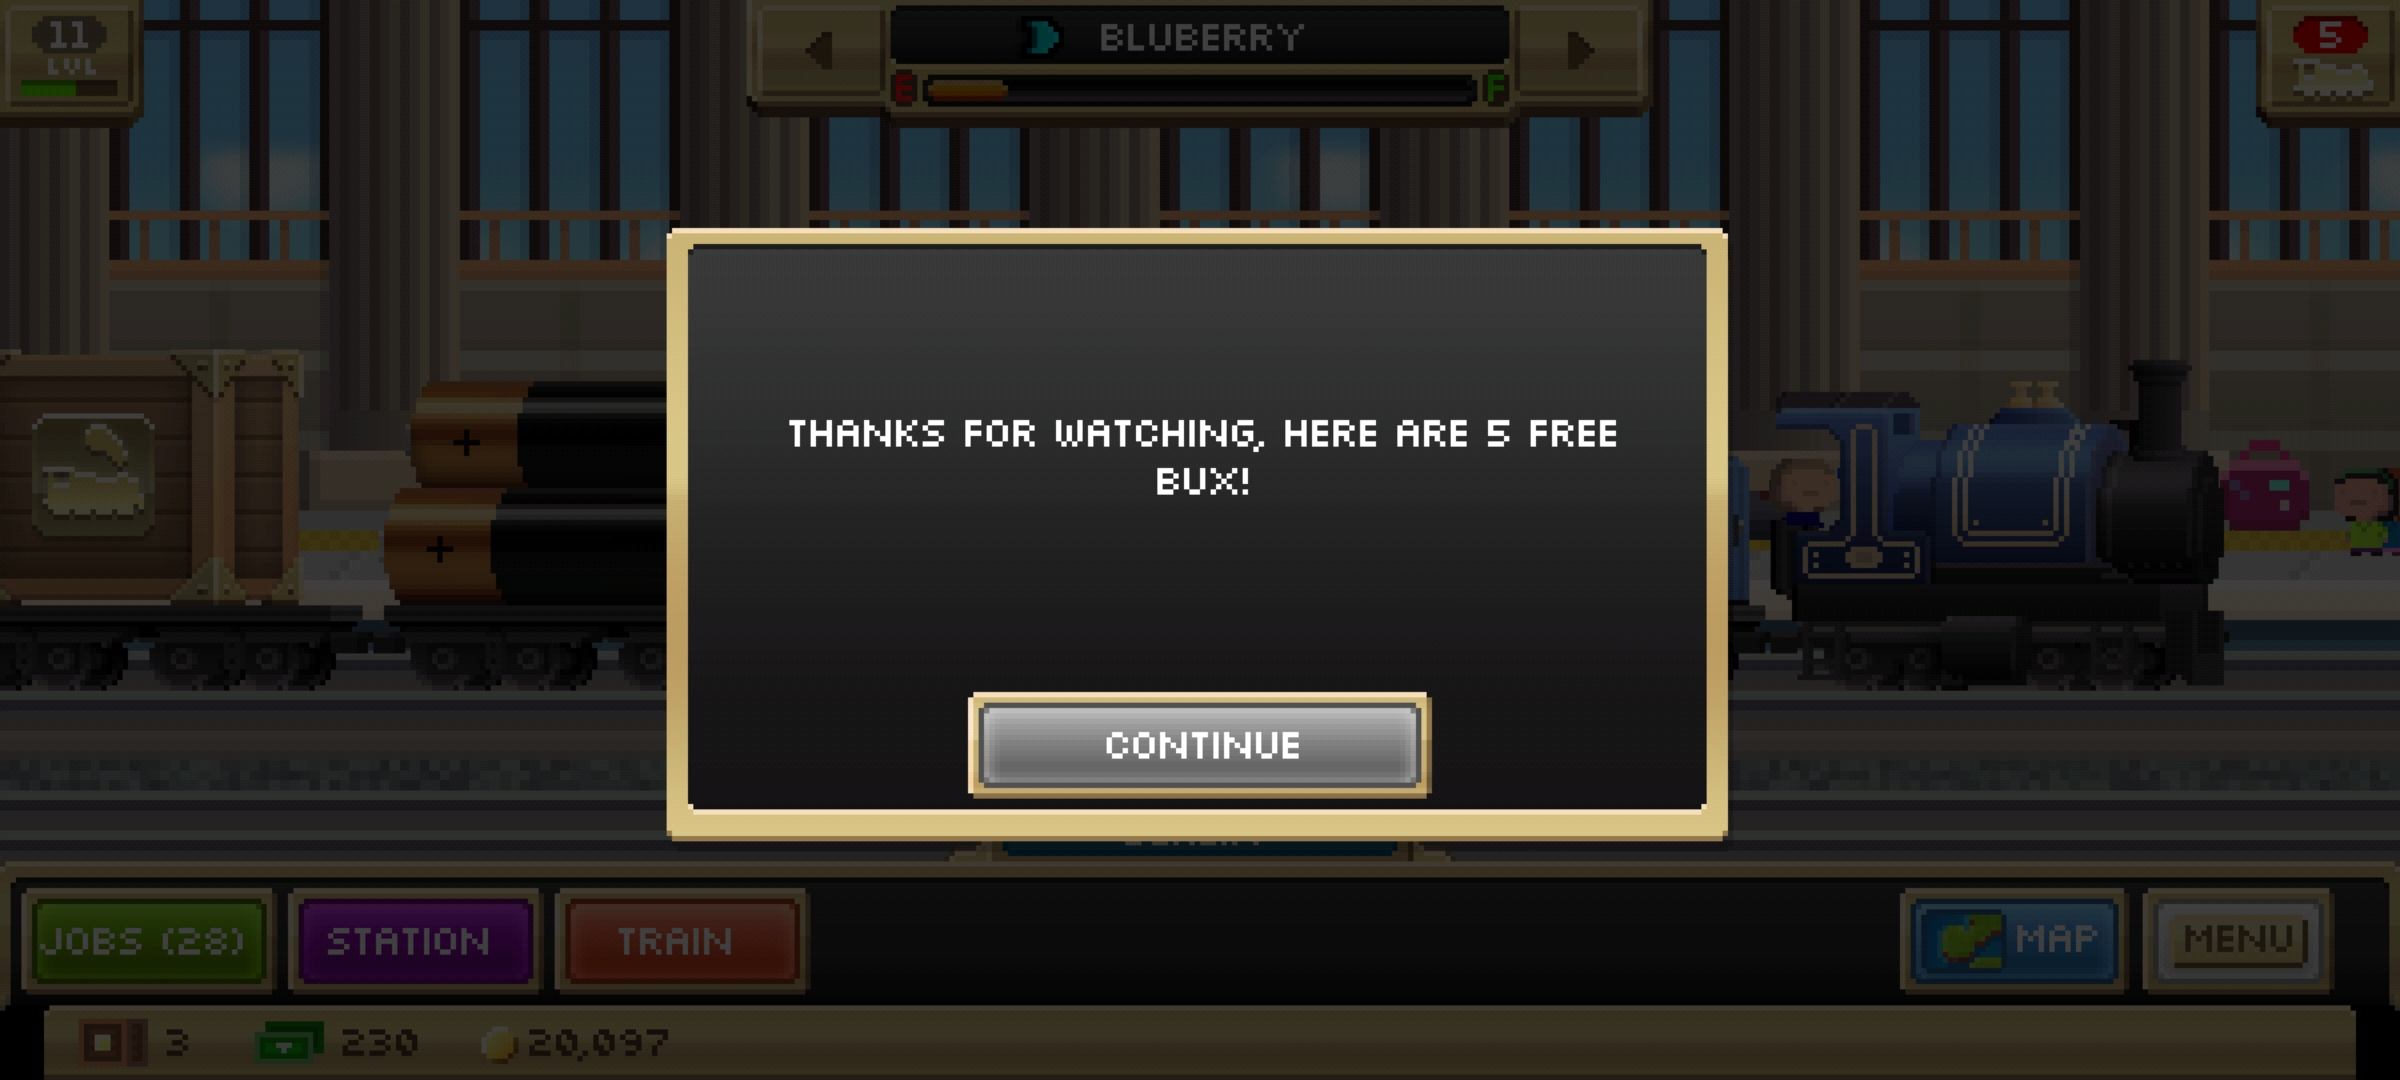 11
LVL
BLUBERRY
E F
5
THANKS FOR WATCHING, HERE ARE 5 FREE
BUX!
CONTINUE
JOBS (28)
STATION
TRAIN
MAP
MENU
3
230
20,097